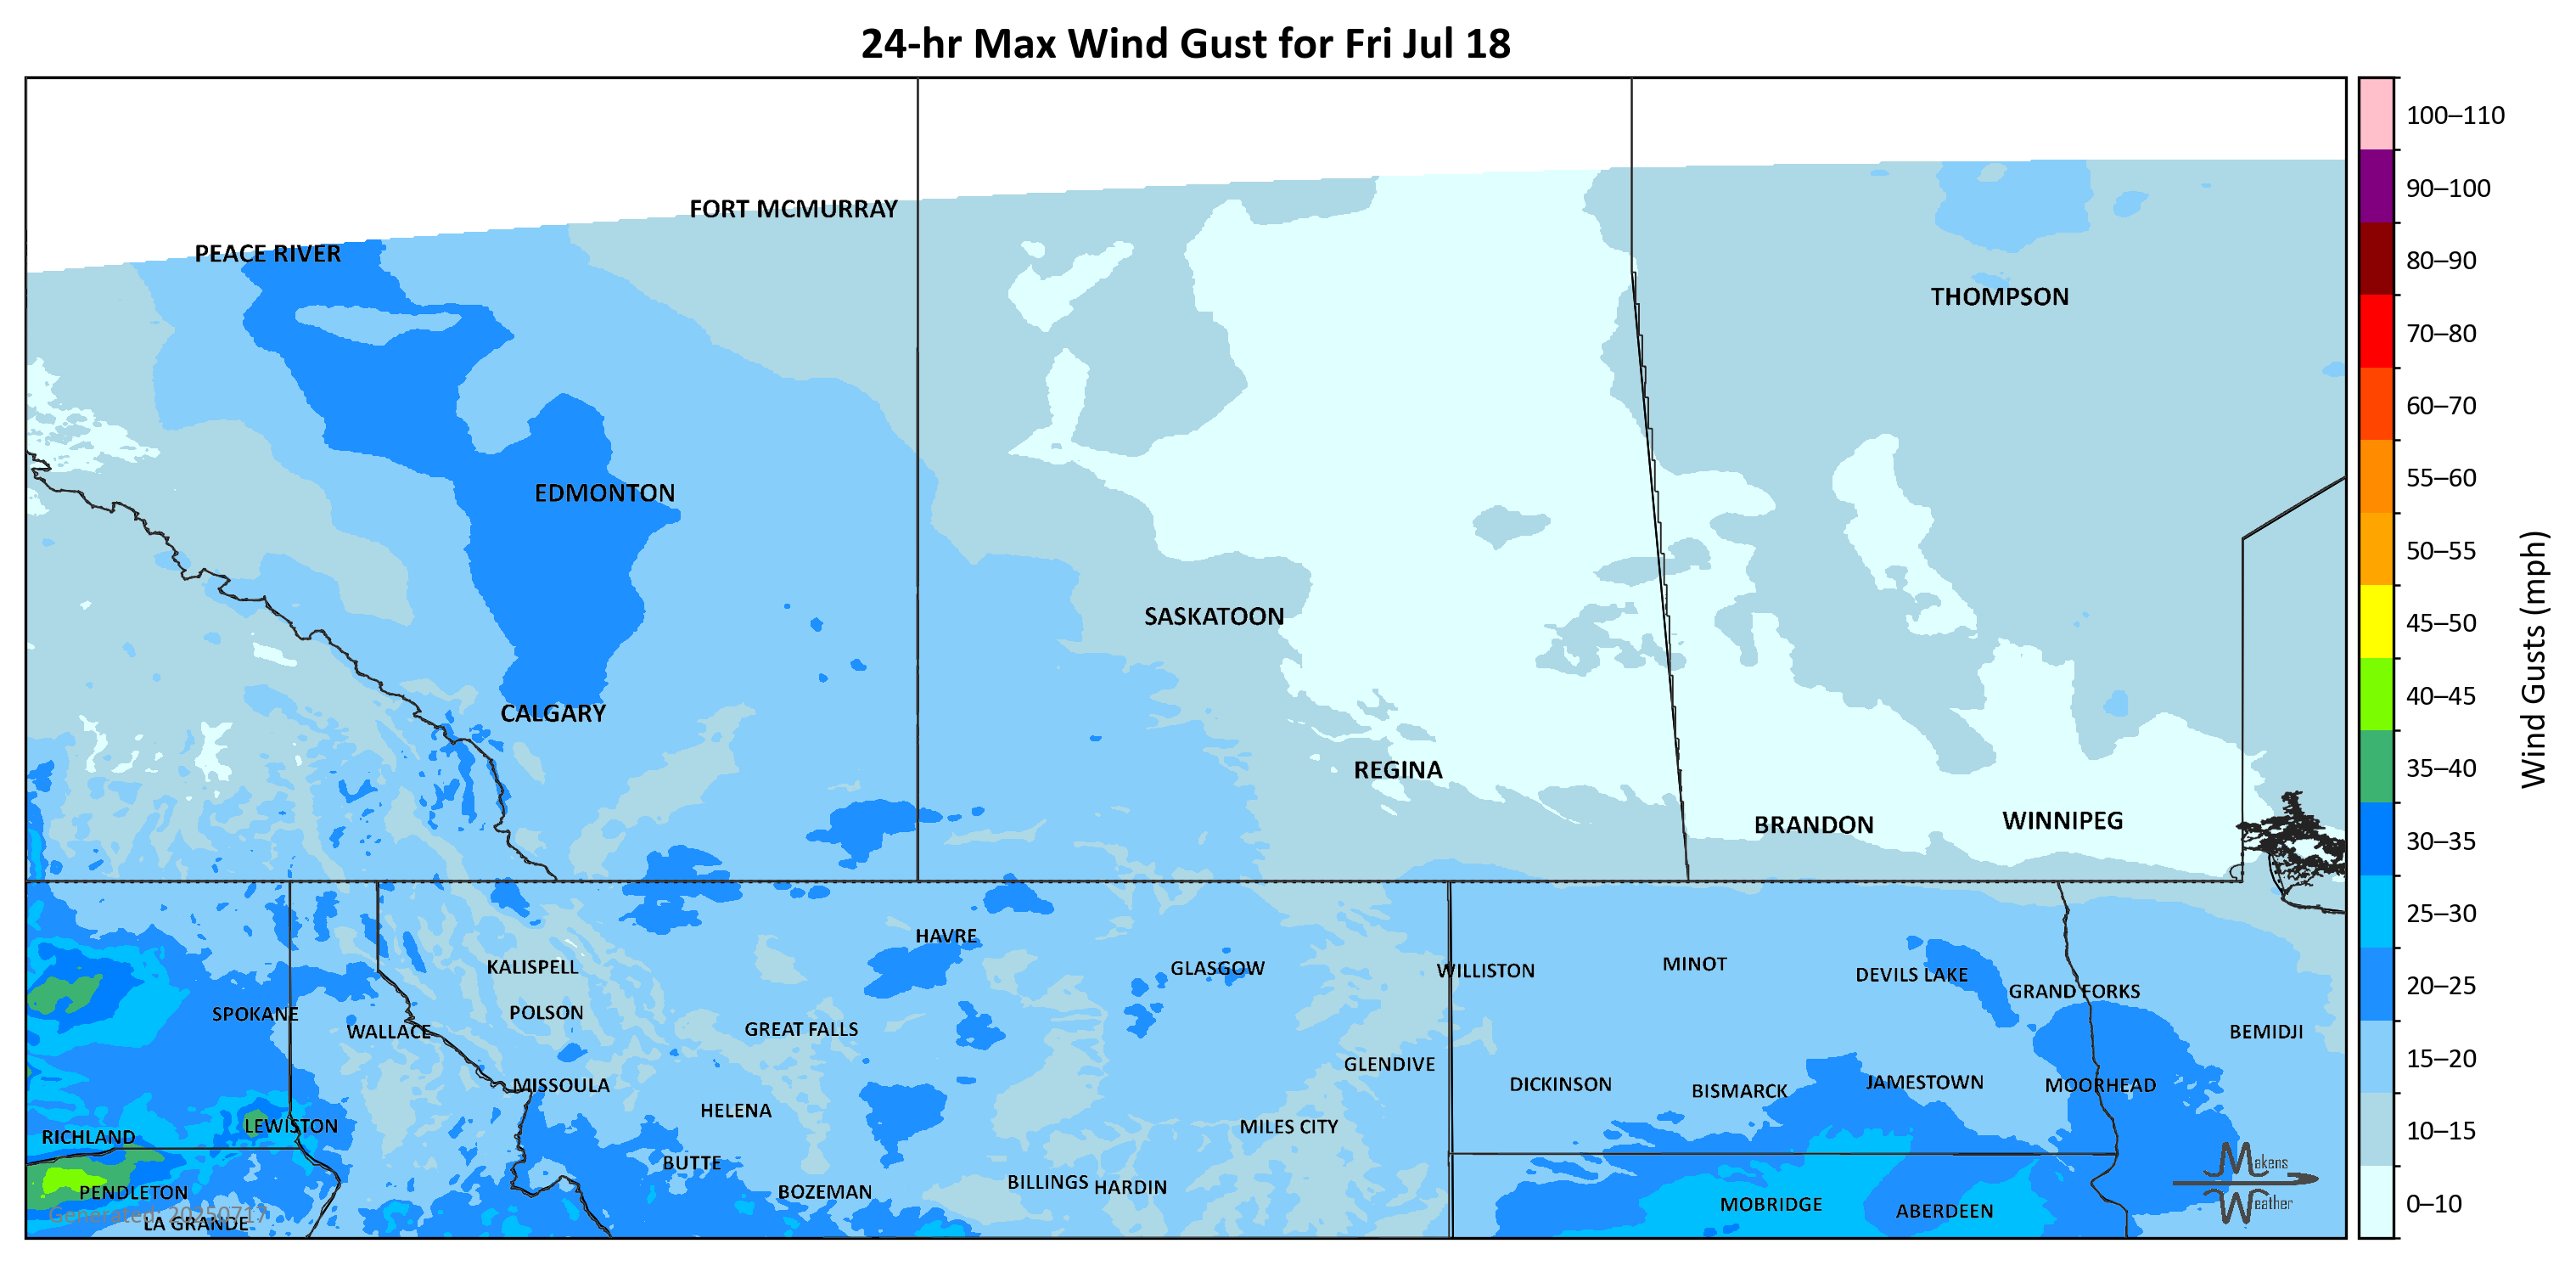 24-hr Max Wind Gust for Fri Jul 18
100–110
FORT MCMURRAY
90–100
PEACE RIVER
80–90
THOMPSON
70–80
60–70
55–60
EDMONTON
50–55
SASKATOON
45–50
Wind Gusts (mph)
CALGARY
40–45
REGINA
35–40
BRANDON
WINNIPEG
30–35
25–30
HAVRE
KALISPELL
GLASGOW
WILLISTON
MINOT
DEVILS LAKE
20–25
GRAND FORKS
SPOKANE
POLSON
WALLACE
GREAT FALLS
BEMIDJI
15–20
GLENDIVE
MISSOULA
DICKINSON
BISMARCK
JAMESTOWN
MOORHEAD
HELENA
LEWISTON
MILES CITY
RICHLAND
10–15
BUTTE
Makens
PENDLETON
BOZEMAN
BILLINGS
HARDIN
MOBRIDGE
ABERDEEN
Weather
0–10
Generated: 20250717
LA GRANDE